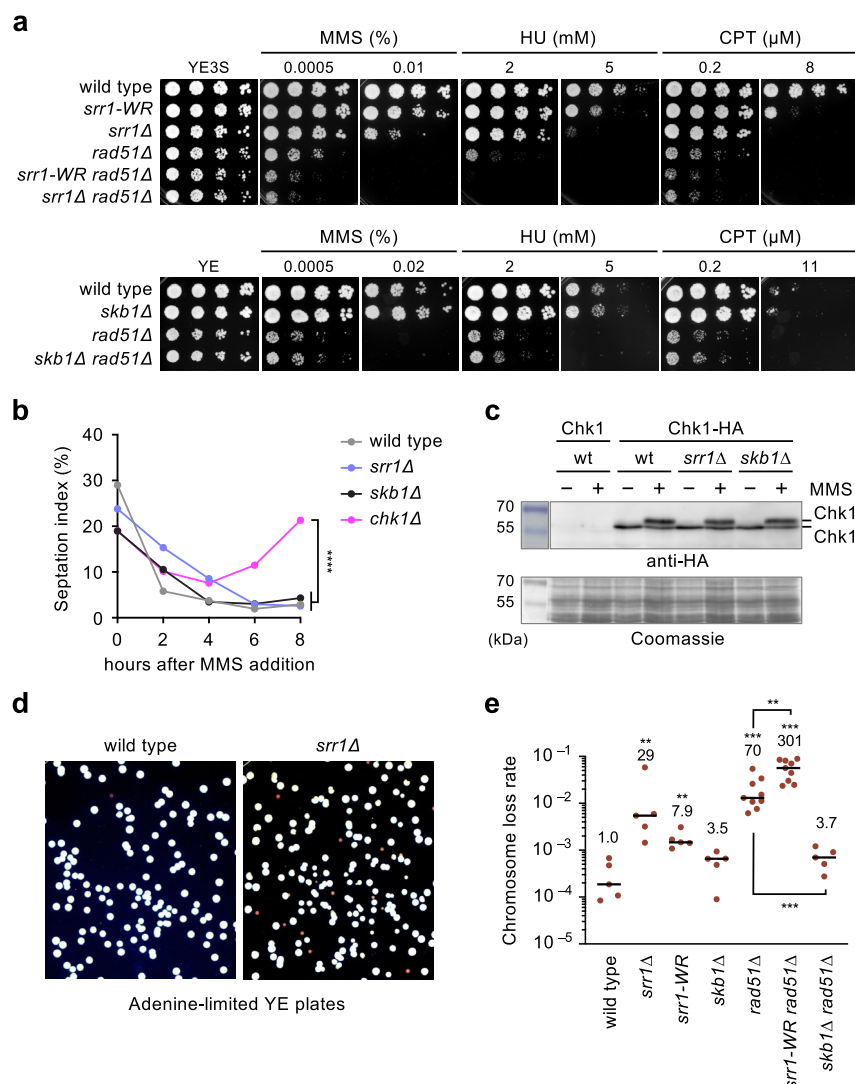 a
MMS (%) HU (mM) CPT (µM)
YE3S 0.0005 0.01 2 5 0.2 8
wild type
srr1-WR
srr1Δ
rad51Δ
srr1-WR rad51Δ
srr1Δ rad51Δ
MMS (%) HU (mM) CPT (µM)
YE 0.0005 0.02 2 5 0.2 11
wild type
skb1Δ
rad51Δ
skb1Δ rad51Δ
b
Septation index (%)
40
30
20
10
0
0 2 4 6 8
hours after MMS addition
wild type
srr1Δ
skb1Δ
chk1Δ
****
c
Chk1 Chk1-HA
wt wt srr1Δ skb1Δ
– + – + – + – + MMS
70
55
Chk1
Chk1
anti-HA
70
55
(kDa) Coomassie
d
wild type srr1Δ
Adenine-limited YE plates
e
Chromosome loss rate
10⁻¹
10⁻²
10⁻³
10⁻⁴
10⁻⁵
1.0
**
29
**
7.9
3.5
***
70
**
***
301
3.7
***
wild type
srr1Δ
srr1-WR
skb1Δ
rad51Δ
srr1-WR rad51Δ
skb1Δ rad51Δ